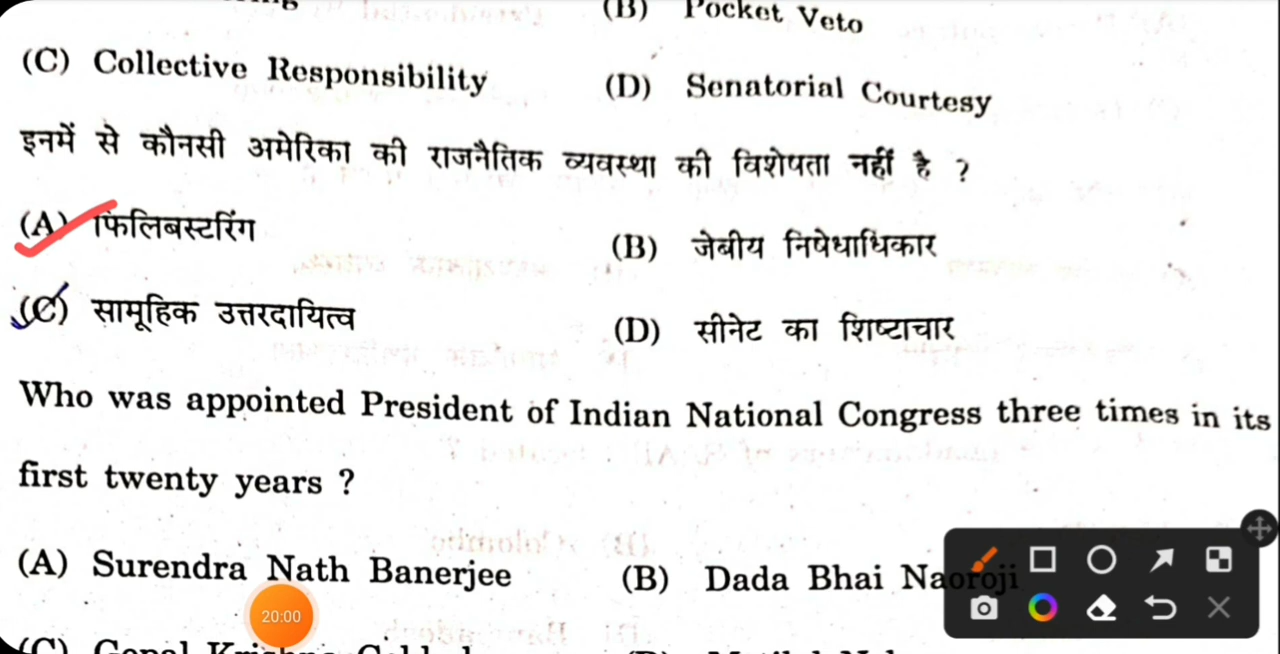 (B) Pocket Veto
(C) Collective Responsibility (D) Senatorial Courtesy
इनमें से कौनसी अमेरिका की राजनैतिक व्यवस्था की विशेषता नहीं है ?
(A) फिलिबस्टरिंग (B) जेबीय निषेधाधिकार
(C) सामूहिक उत्तरदायित्व (D) सीनेट का शिष्टाचार
Who was appointed President of Indian National Congress three times in its
first twenty years ?
(A) Surendra Nath Banerjee (B) Dada Bhai Naoroji
20:00
(C) Gopal